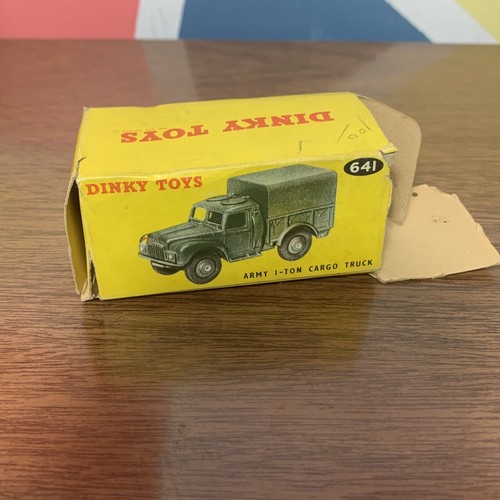 DINKY TOYS
DINKY TOYS
641
ARMY 1-TON CARGO TRUCK